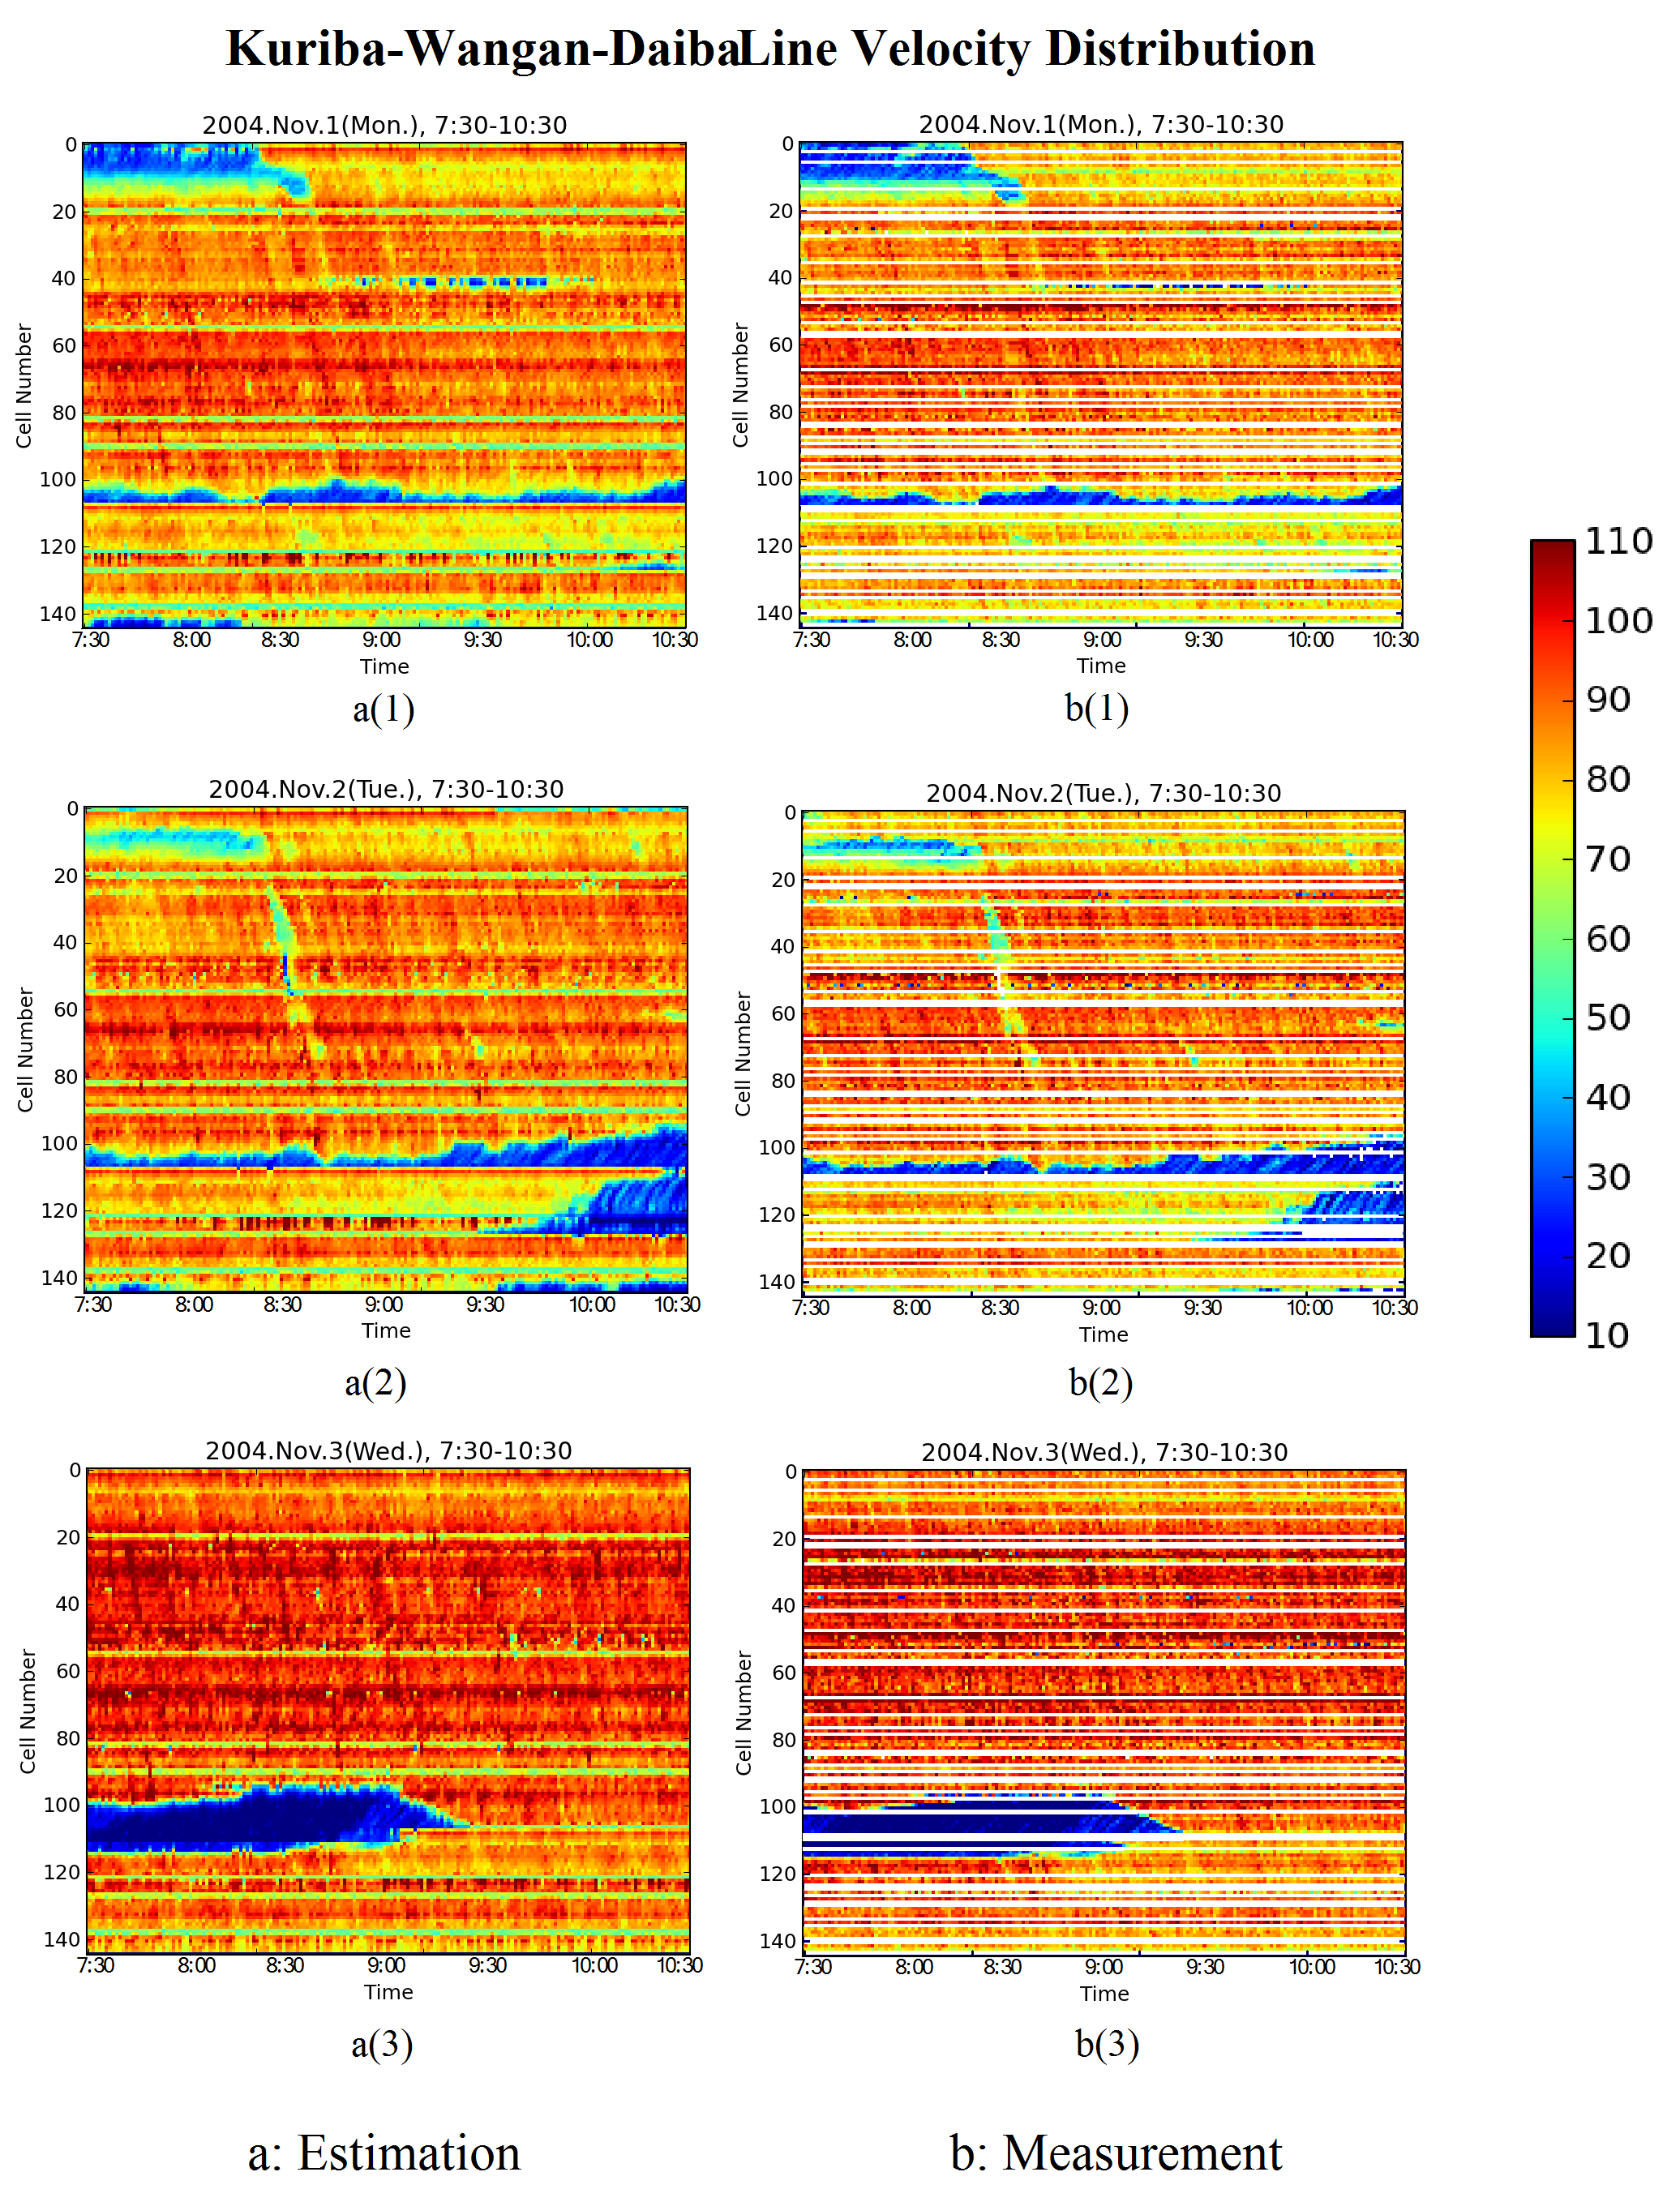 Kuriba-Wangan-DaibaLine Velocity Distribution
2004.Nov.1(Mon.), 7:30-10:30
0
20
40
60
80
100
120
140
Cell Number
7:30 8:00 8:30 9:00 9:30 10:00 10:30
Time
a(1)
2004.Nov.1(Mon.), 7:30-10:30
0
20
40
60
80
100
120
140
Cell Number
7:30 8:00 8:30 9:00 9:30 10:00 10:30
Time
b(1)
2004.Nov.2(Tue.), 7:30-10:30
0
20
40
60
80
100
120
140
Cell Number
7:30 8:00 8:30 9:00 9:30 10:00 10:30
Time
a(2)
2004.Nov.2(Tue.), 7:30-10:30
0
20
40
60
80
100
120
140
Cell Number
7:30 8:00 8:30 9:00 9:30 10:00 10:30
Time
b(2)
110
100
90
80
70
60
50
40
30
20
10
2004.Nov.3(Wed.), 7:30-10:30
0
20
40
60
80
100
120
140
Cell Number
7:30 8:00 8:30 9:00 9:30 10:00 10:30
Time
a(3)
2004.Nov.3(Wed.), 7:30-10:30
0
20
40
60
80
100
120
140
Cell Number
7:30 8:00 8:30 9:00 9:30 10:00 10:30
Time
b(3)
a: Estimation
b: Measurement